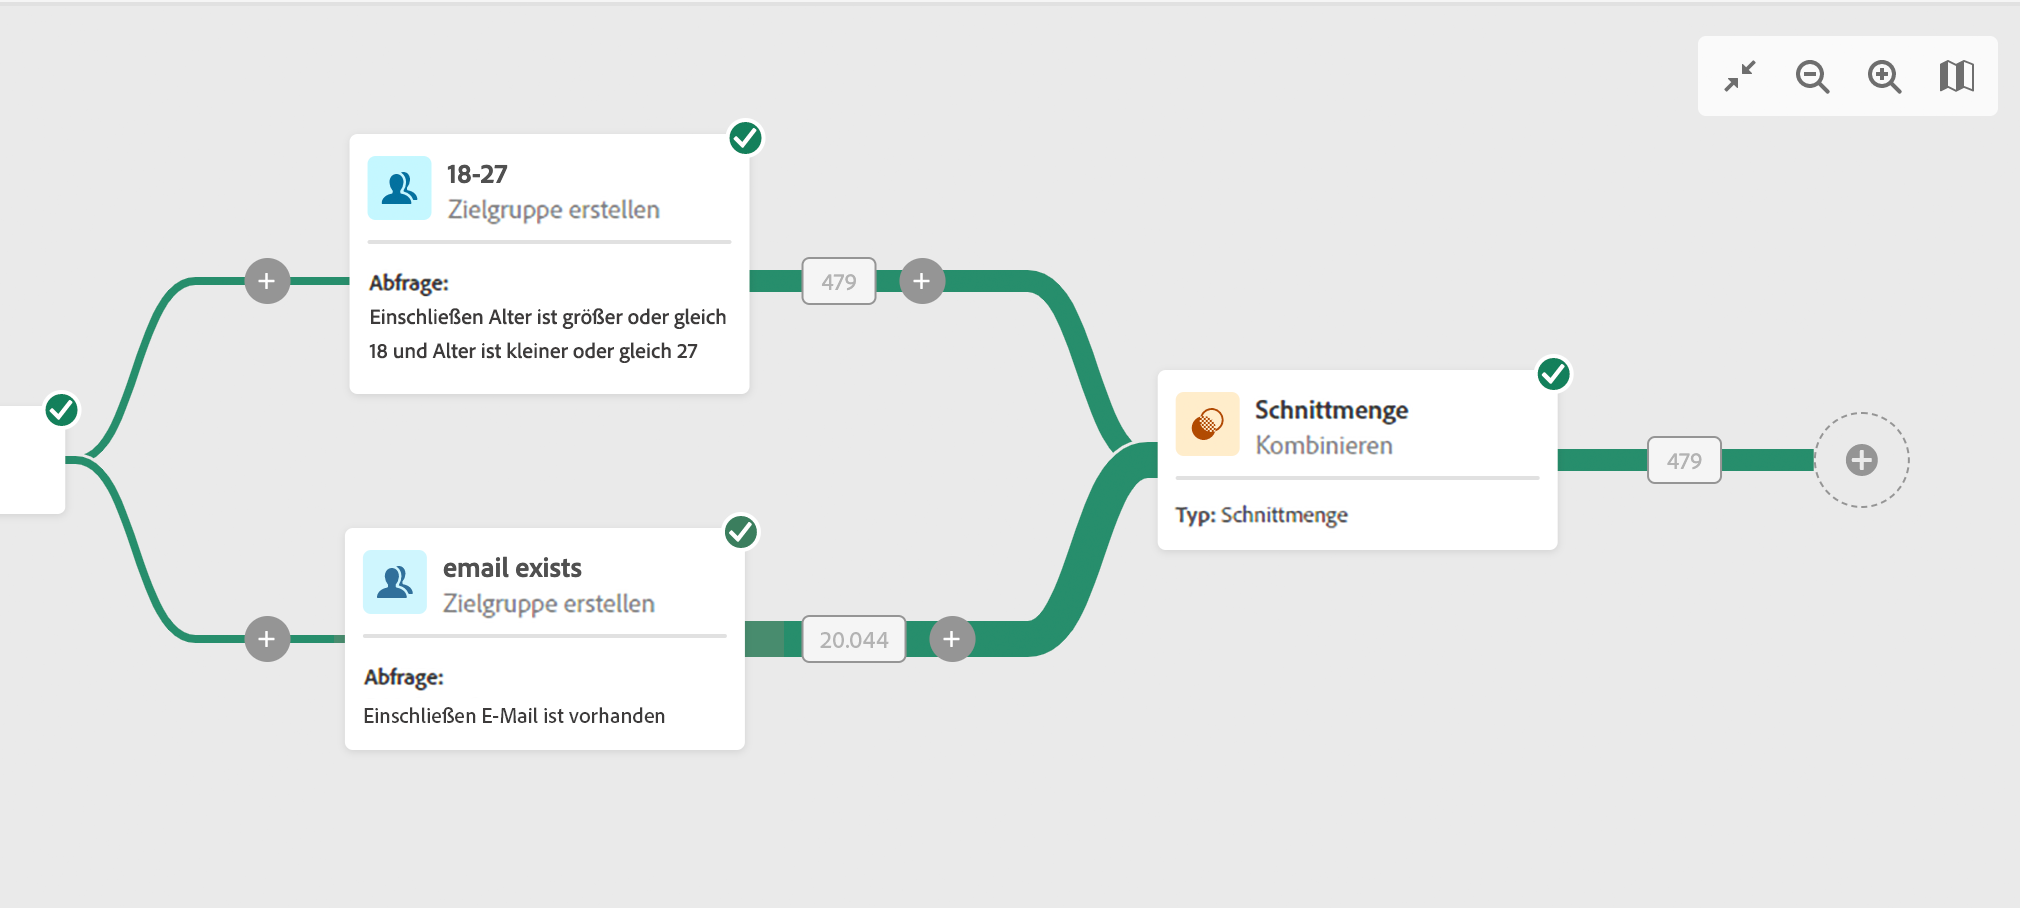 18-27
Zielgruppe erstellen
Abfrage:
Einschließen Alter ist größer oder gleich
18 und Alter ist kleiner oder gleich 27
479
email exists
Zielgruppe erstellen
Abfrage:
Einschließen E-Mail ist vorhanden
20.044
Schnittmenge
Kombinieren
Typ: Schnittmenge
479